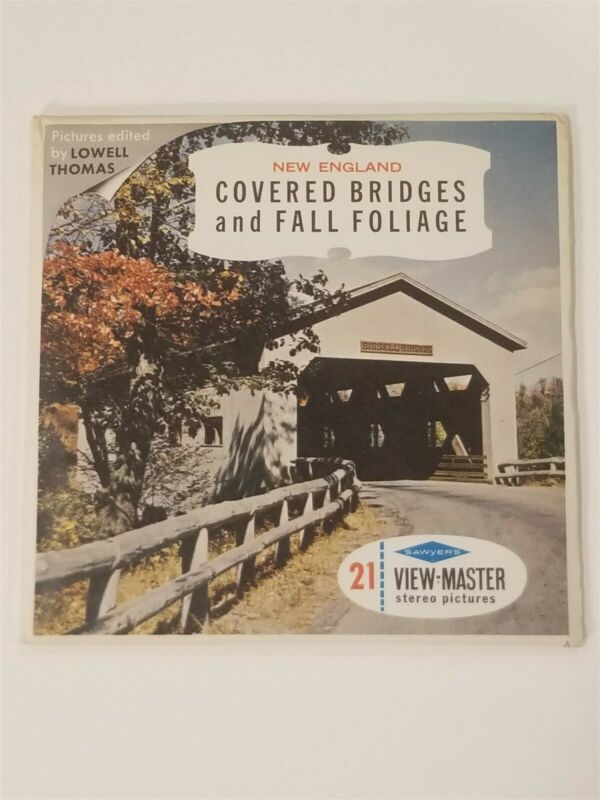 Pictures edited
by LOWELL
THOMAS
NEW ENGLAND
COVERED BRIDGES
and FALL FOLIAGE
BISSELL BRIDGE
SAWYER'S
21 VIEW-MASTER
stereo pictures
A